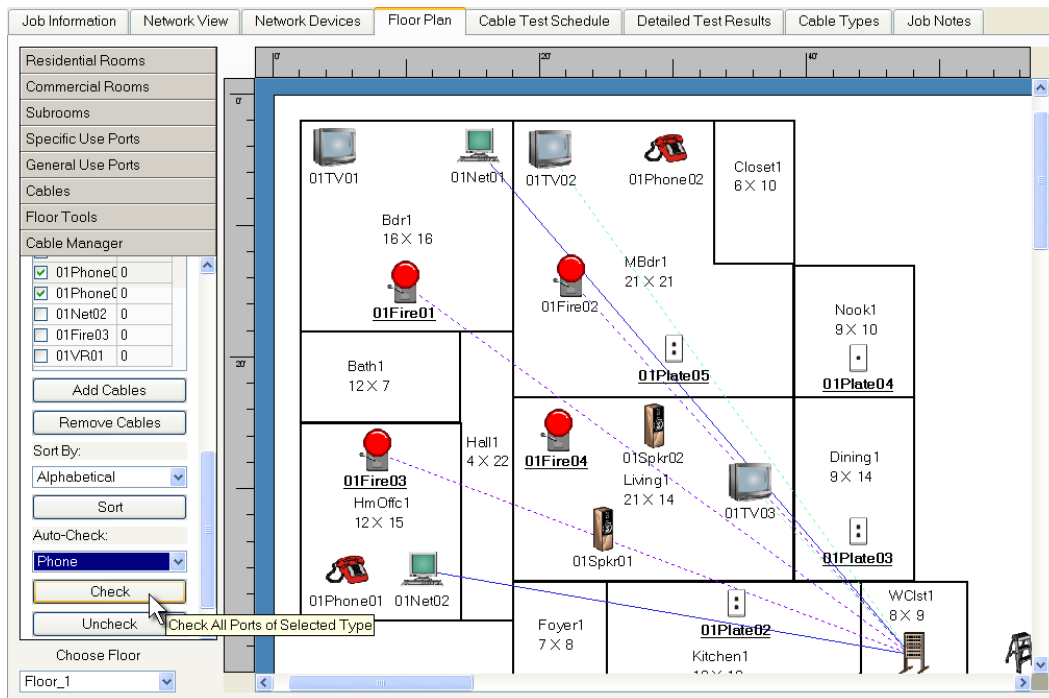 Job Information Network View Network Devices Floor Plan Cable Test Schedule Detailed Test Results Cable Types Job Notes
Residential Rooms
Commercial Rooms
Subrooms
Specific Use Ports
General Use Ports
Cables
Floor Tools
Cable Manager
01Phone0 0
01Phone0 0
01Net02 0
01Fire03 0
01VR01 0
Add Cables
Remove Cables
Sort By:
Alphabetical
Sort
Auto-Check:
Phone
Check
Uncheck
Check All Ports of Selected Type
Choose Floor
Floor_1
0' 20' 40'
0'
20'
01TV01
01Net01
01TV02
01Phone02
Closet1
6 X 10
Bdr1
16 X 16
MBdr1
21 X 21
01Fire01
01Fire02
Nook1
9 X 10
01Plate05
01Plate04
Bath1
12 X 7
Hall1
4 X 22
01Fire04
01Spkr02
Living1
21 X 14
Dining1
9 X 14
01Fire03
HmOffc1
12 X 15
01TV03
01Spkr01
01Plate03
01Phone01
01Net02
WClst1
8 X 9
Foyer1
7 X 8
01Plate02
Kitchen1